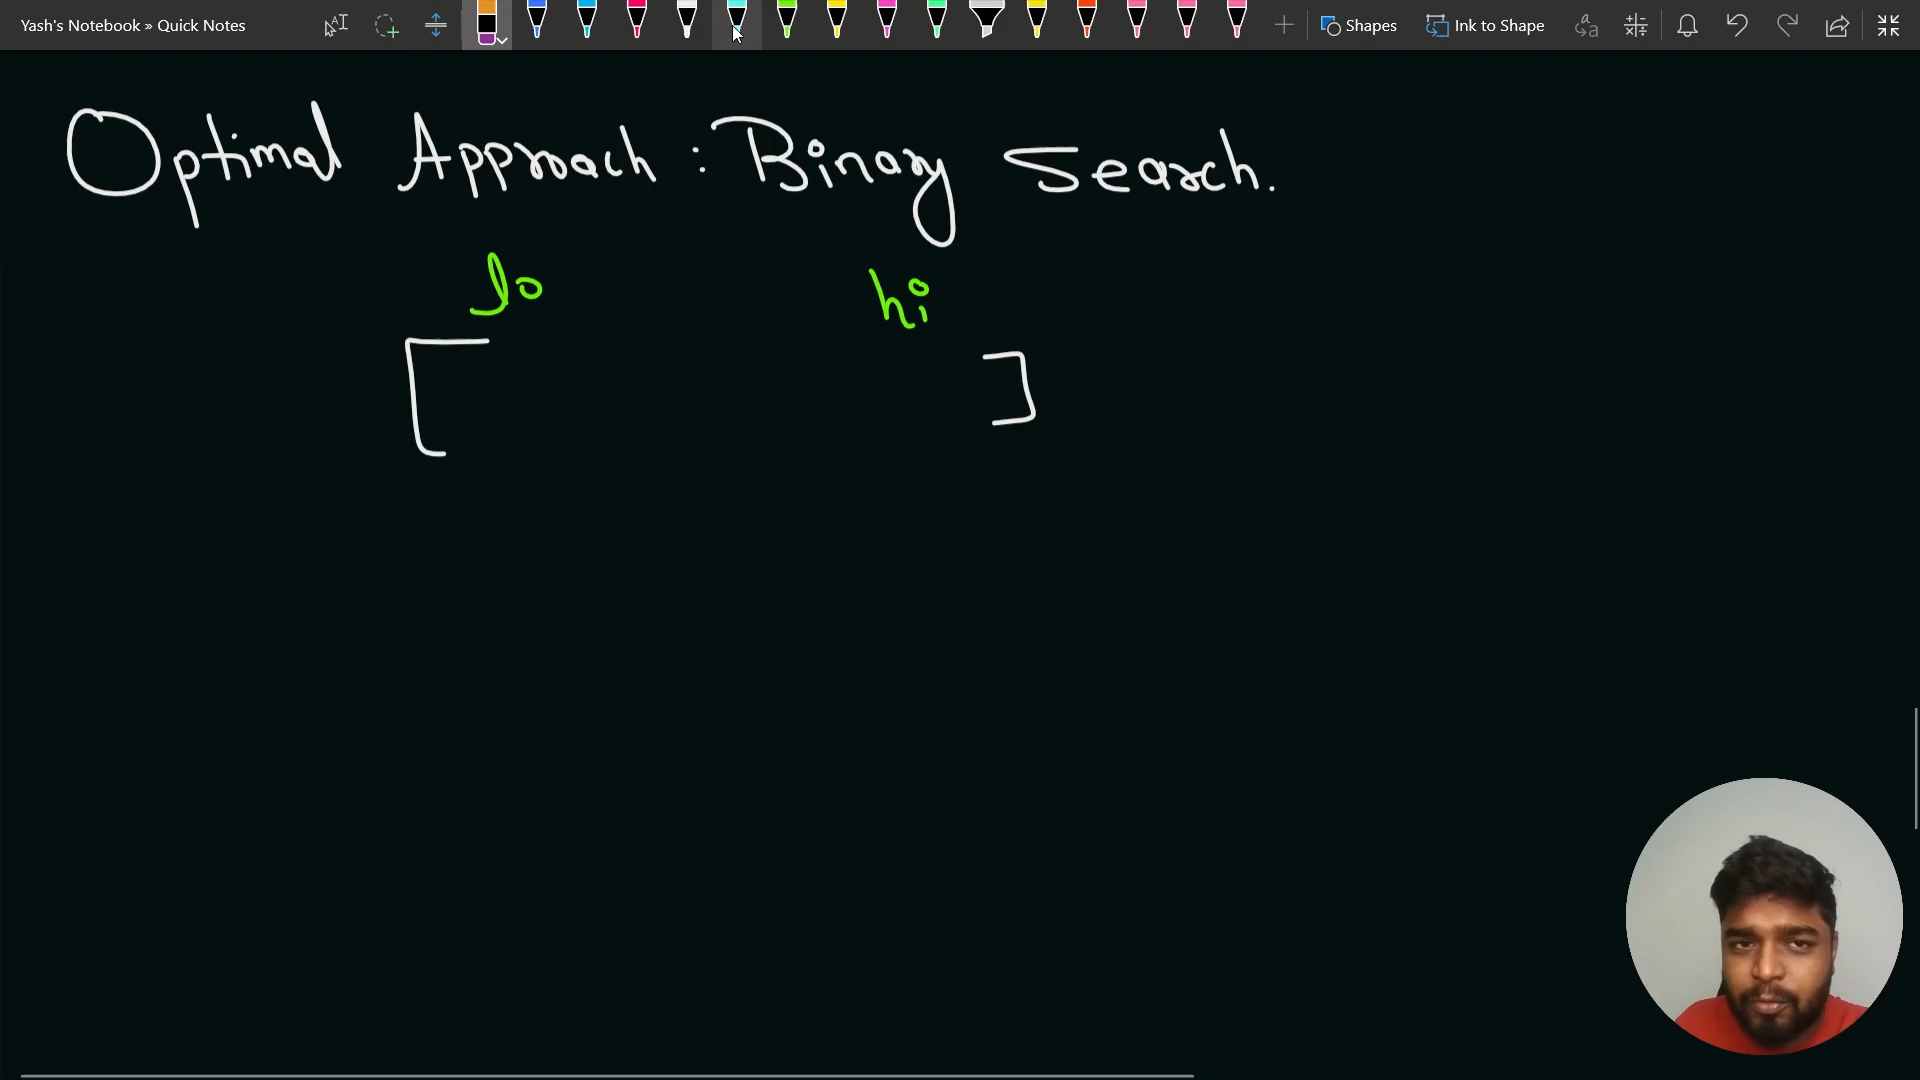 Yash's Notebook » Quick Notes
Shapes
Ink to Shape
Optimal Approach : Binary Search.
lo hi
[ ]